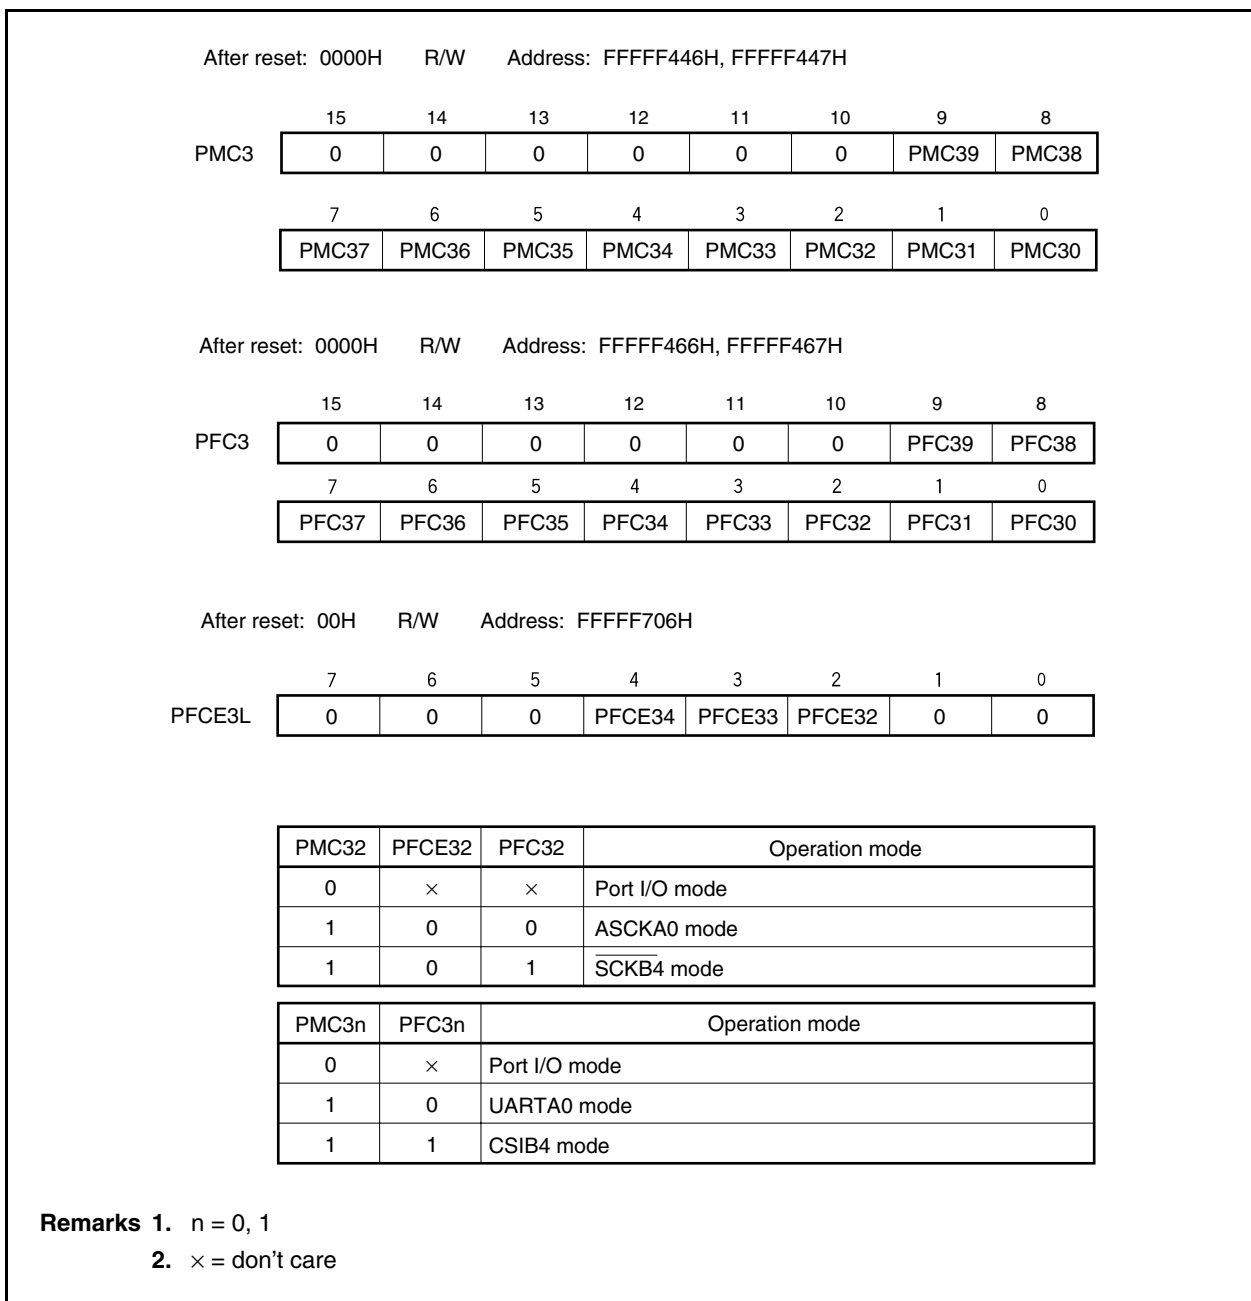 After reset: 0000H R/W Address: FFFFF446H, FFFFF447H
15 14 13 12 11 10 9 8
PMC3 0 0 0 0 0 0 PMC39 PMC38
7 6 5 4 3 2 1 0
PMC37 PMC36 PMC35 PMC34 PMC33 PMC32 PMC31 PMC30
After reset: 0000H R/W Address: FFFFF466H, FFFFF467H
15 14 13 12 11 10 9 8
PFC3 0 0 0 0 0 0 PFC39 PFC38
7 6 5 4 3 2 1 0
PFC37 PFC36 PFC35 PFC34 PFC33 PFC32 PFC31 PFC30
After reset: 00H R/W Address: FFFFF706H
7 6 5 4 3 2 1 0
PFCE3L 0 0 0 PFCE34 PFCE33 PFCE32 0 0
PMC32 PFCE32 PFC32 Operation mode
0 × × Port I/O mode
1 0 0 ASCKA0 mode
1 0 1 S̅C̅K̅B̅4 mode
PMC3n PFC3n Operation mode
0 × Port I/O mode
1 0 UARTA0 mode
1 1 CSIB4 mode
Remarks 1. n = 0, 1
2. × = don't care